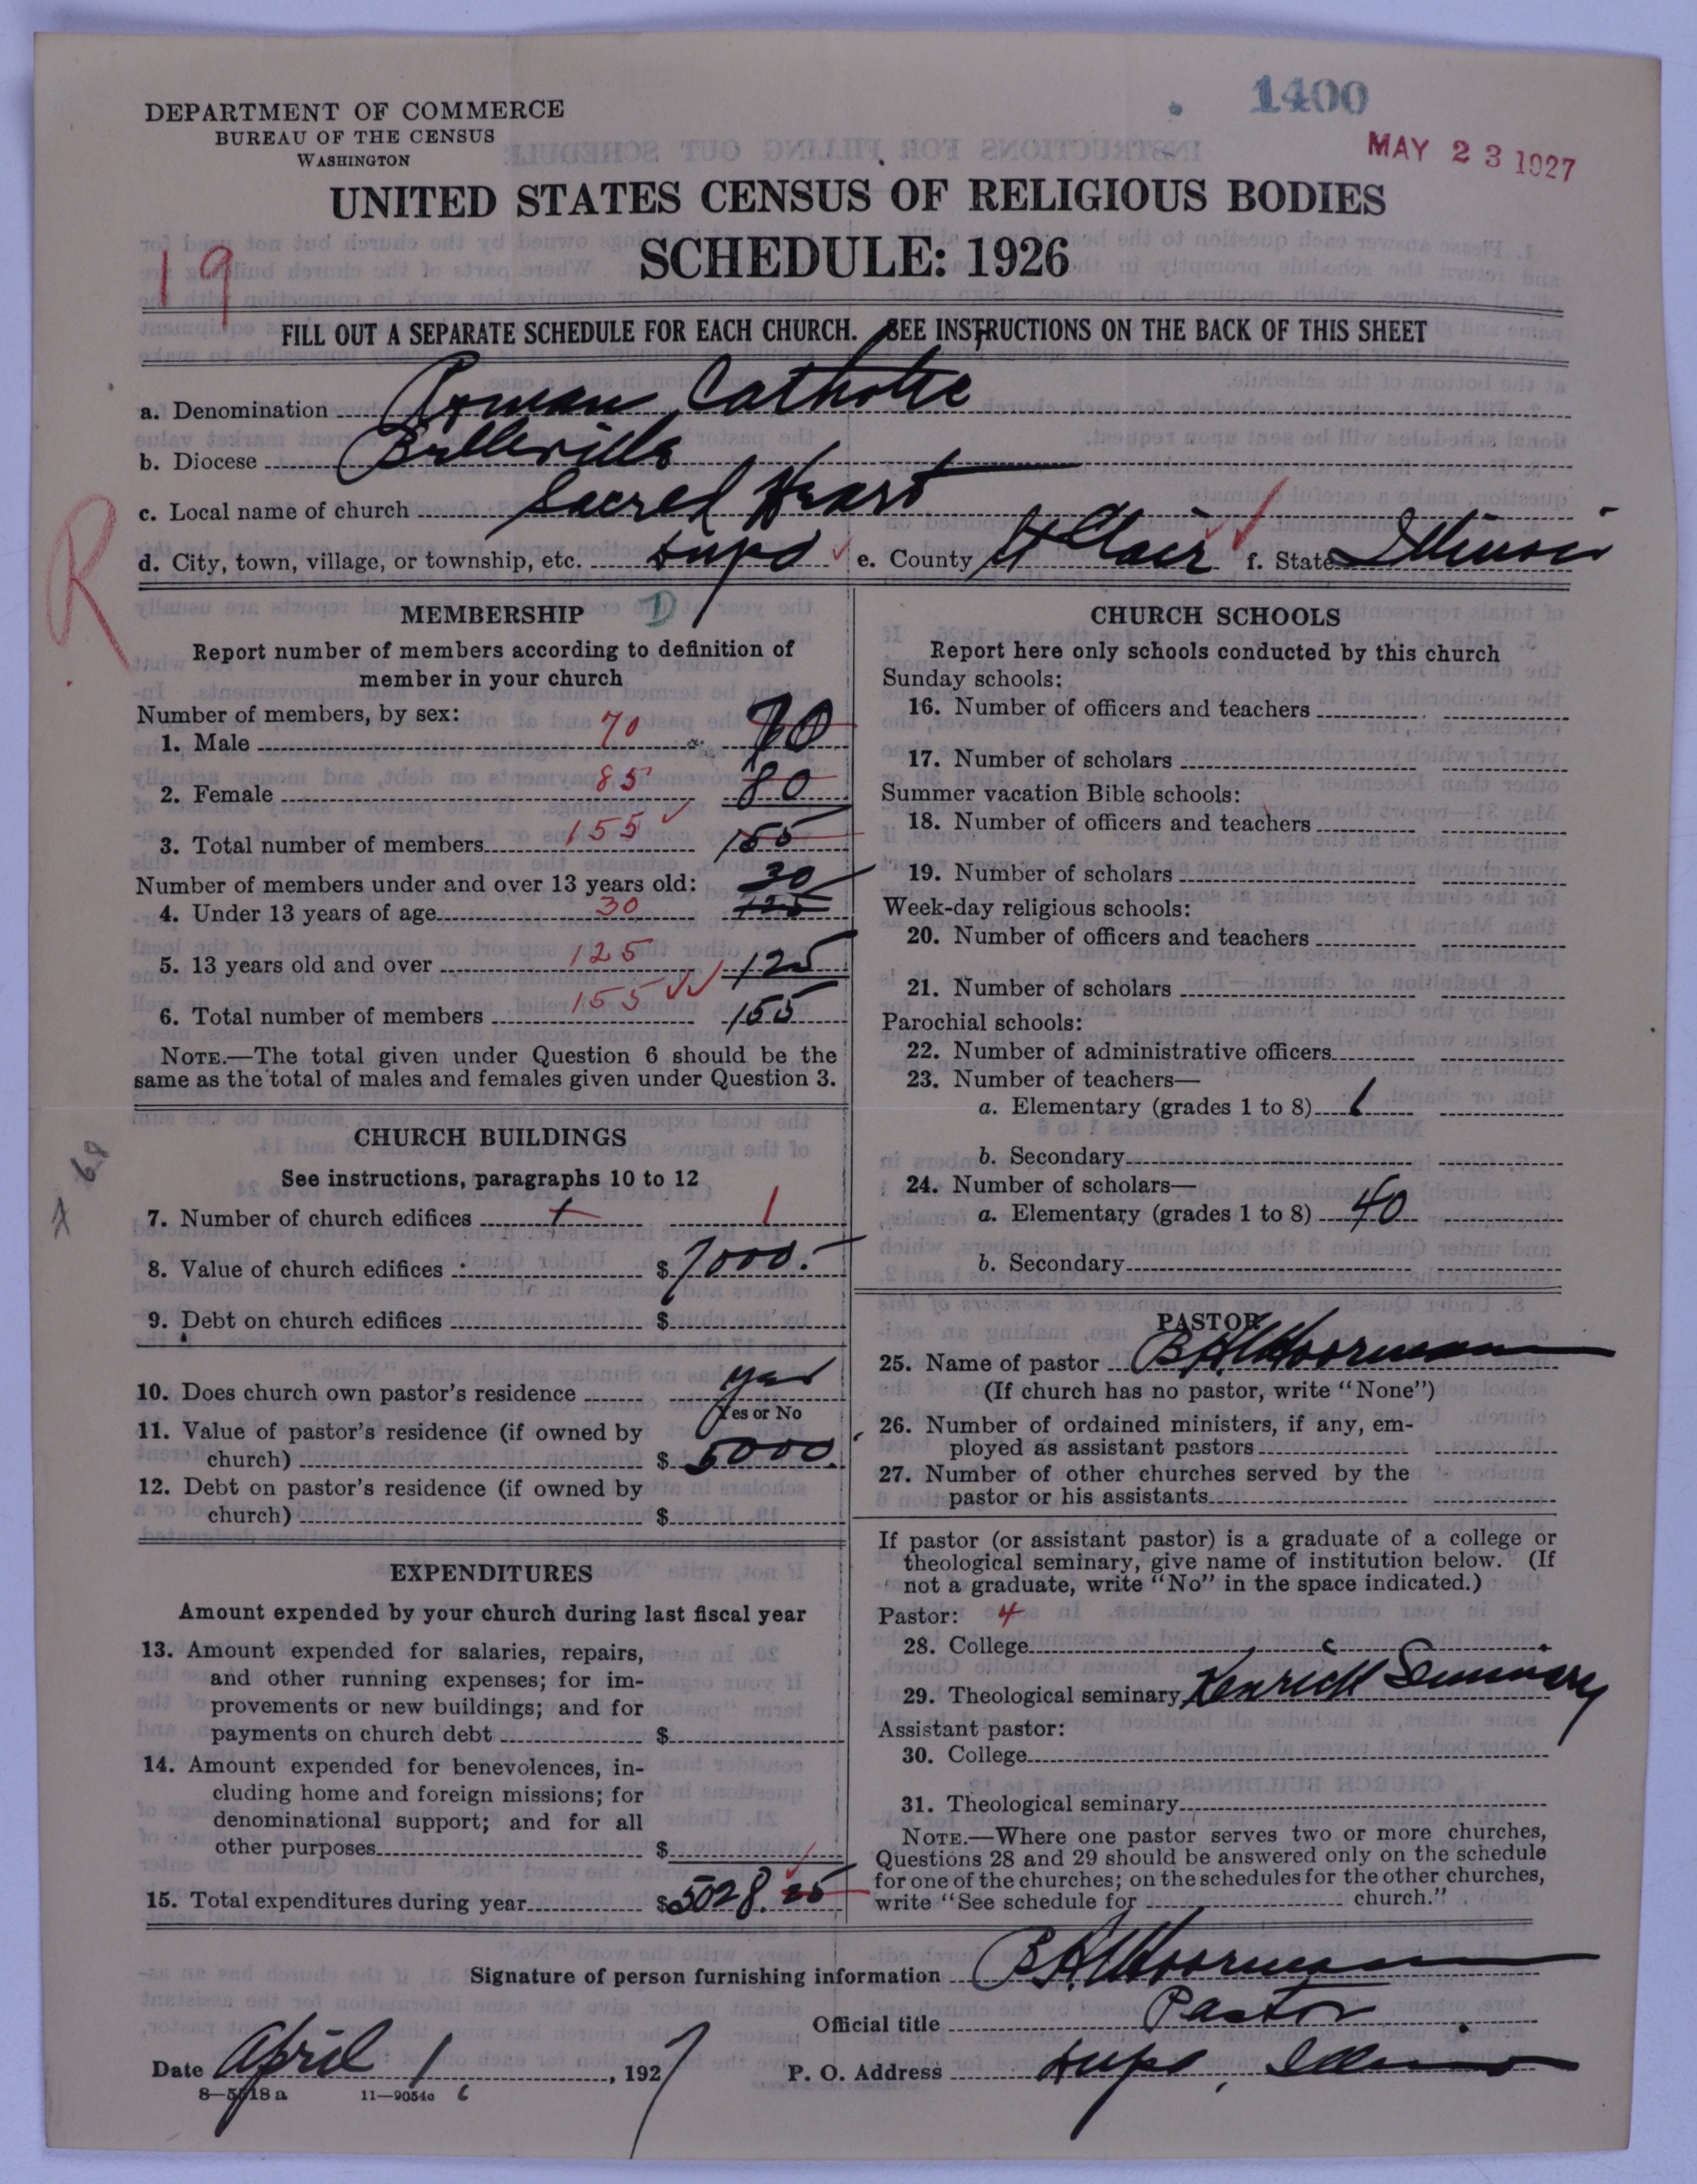 1400
MAY 23 1927
DEPARTMENT OF COMMERCE
BUREAU OF THE CENSUS
WASHINGTON
UNITED STATES CENSUS OF RELIGIOUS BODIES
SCHEDULE: 1926
19
FILL OUT A SEPARATE SCHEDULE FOR EACH CHURCH. SEE INSTRUCTIONS ON THE BACK OF THIS SHEET
a. Denomination Roman Catholic
b. Diocese Belleville
c. Local name of church Sacred Heart
R
d. City, town, village, or township, etc. Dupo e. County St Clair f. State Illinois
MEMBERSHIP D
Report number of members according to definition of
member in your church
Number of members, by sex:
1. Male 70 70
2. Female 85 80
3. Total number of members 155 155
Number of members under and over 13 years old: 30
4. Under 13 years of age 30 125
5. 13 years old and over 125 125
6. Total number of members 155 155
NOTE.—The total given under Question 6 should be the
same as the total of males and females given under Question 3.
CHURCH BUILDINGS
See instructions, paragraphs 10 to 12
7. Number of church edifices 1 1
8. Value of church edifices $ 7000.
9. Debt on church edifices $
10. Does church own pastor's residence yes
Yes or No
11. Value of pastor's residence (if owned by
church) $ 5000.
12. Debt on pastor's residence (if owned by
church) $
EXPENDITURES
Amount expended by your church during last fiscal year
13. Amount expended for salaries, repairs,
and other running expenses; for im-
provements or new buildings; and for
payments on church debt $
14. Amount expended for benevolences, in-
cluding home and foreign missions; for
denominational support; and for all
other purposes $
15. Total expenditures during year $ 5028.25
CHURCH SCHOOLS
Report here only schools conducted by this church
Sunday schools:
16. Number of officers and teachers
17. Number of scholars
Summer vacation Bible schools:
18. Number of officers and teachers
19. Number of scholars
Week-day religious schools:
20. Number of officers and teachers
21. Number of scholars
Parochial schools:
22. Number of administrative officers
23. Number of teachers—
a. Elementary (grades 1 to 8) 1
b. Secondary
24. Number of scholars—
a. Elementary (grades 1 to 8) 40
b. Secondary
PASTOR
25. Name of pastor B H Moorman
(If church has no pastor, write "None")
26. Number of ordained ministers, if any, em-
ployed as assistant pastors
27. Number of other churches served by the
pastor or his assistants
If pastor (or assistant pastor) is a graduate of a college or
theological seminary, give name of institution below. (If
not a graduate, write "No" in the space indicated.)
Pastor: 4
28. College
29. Theological seminary Kenrick Seminary
Assistant pastor:
30. College
31. Theological seminary
NOTE.—Where one pastor serves two or more churches,
Questions 28 and 29 should be answered only on the schedule
for one of the churches; on the schedules for the other churches,
write "See schedule for church."
Signature of person furnishing information B H Moorman
Official title Pastor
Date April 1, 1927 P. O. Address Dupo, Illinois
8—5518 a 11—9054a 6